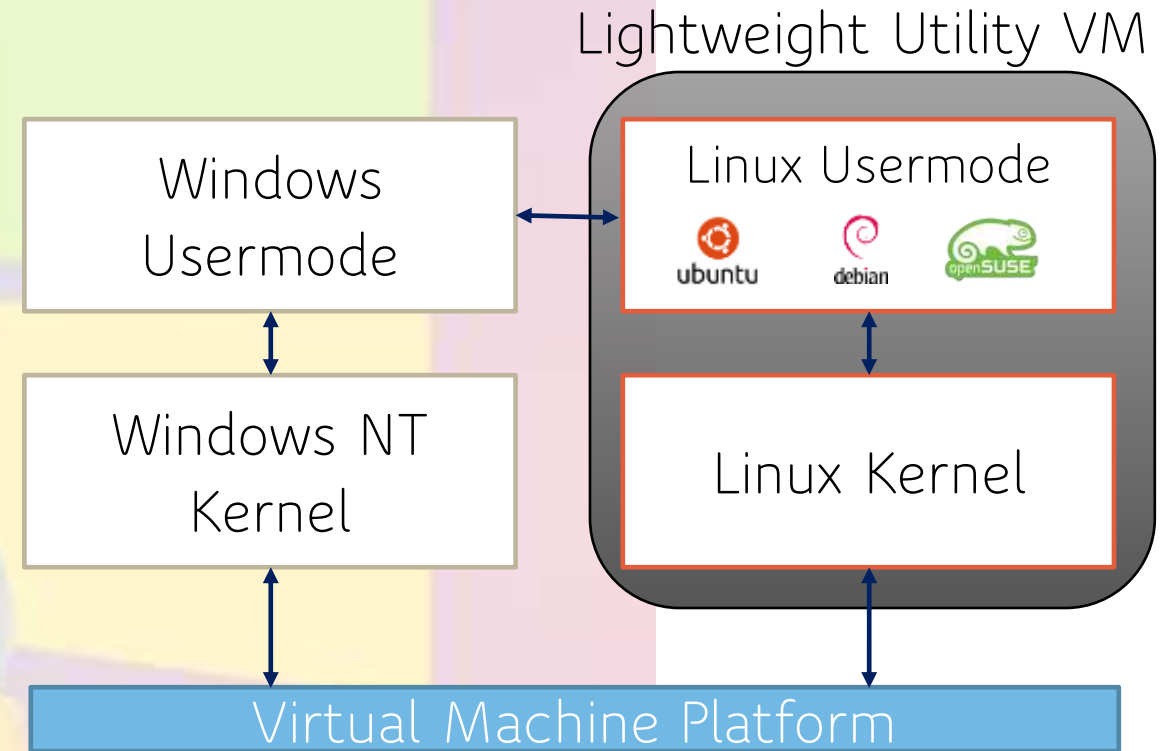 Lightweight Utility VM
Windows
Usermode
Linux Usermode
ubuntu
debian
openSUSE
Windows NT
Kernel
Linux Kernel
Virtual Machine Platform